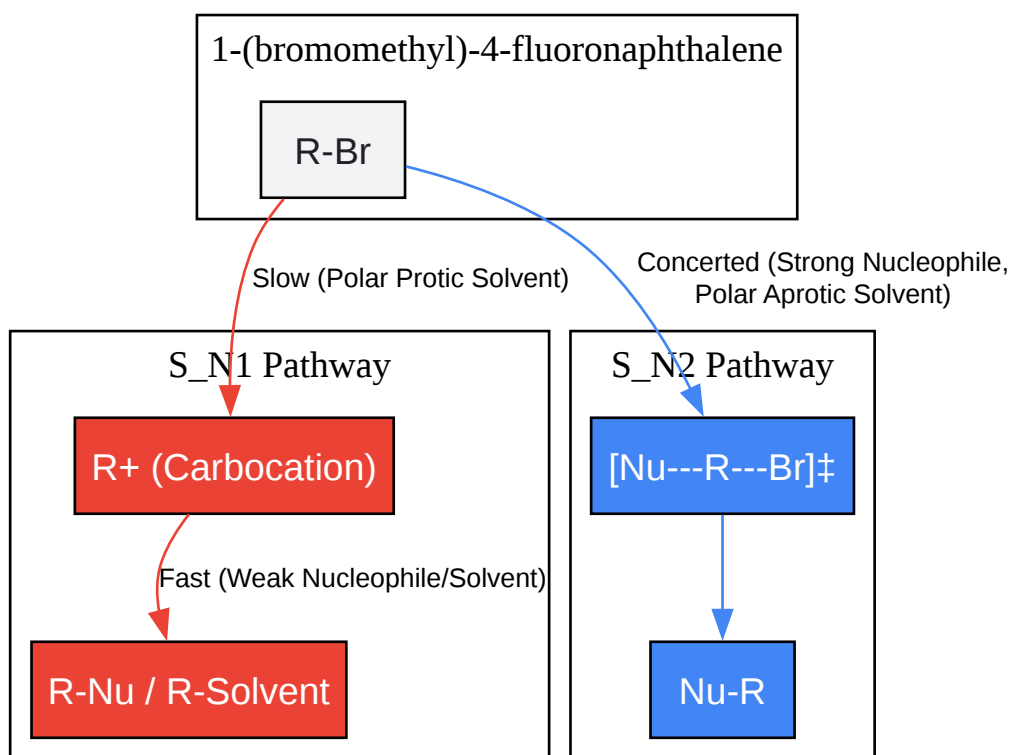 1-(bromomethyl)-4-fluoronaphthalene
R-Br
Slow (Polar Protic Solvent)
Concerted (Strong Nucleophile,
Polar Aprotic Solvent)
S_N1 Pathway
S_N2 Pathway
R+ (Carbocation)
[Nu---R---Br]‡
Fast (Weak Nucleophile/Solvent)
R-Nu / R-Solvent
Nu-R